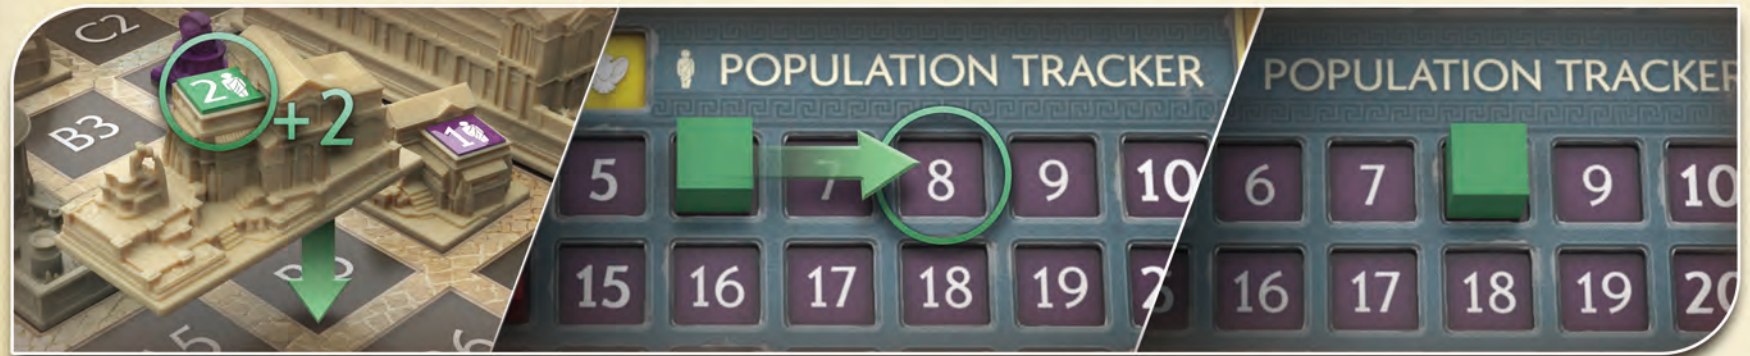 C2
2
+2
B3
1
POPULATION TRACKER
5 7 8 9 10
15 16 17 18 19
POPULATION TRACKER
6 7 9 10
16 17 18 19 20